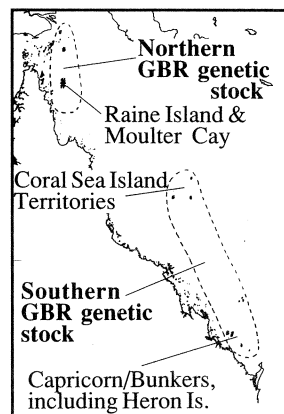 Northern
GBR genetic
stock
Raine Island &
Moulter Cay
Coral Sea Island
Territories
Southern
GBR genetic
stock
Capricorn/Bunkers,
including Heron Is.